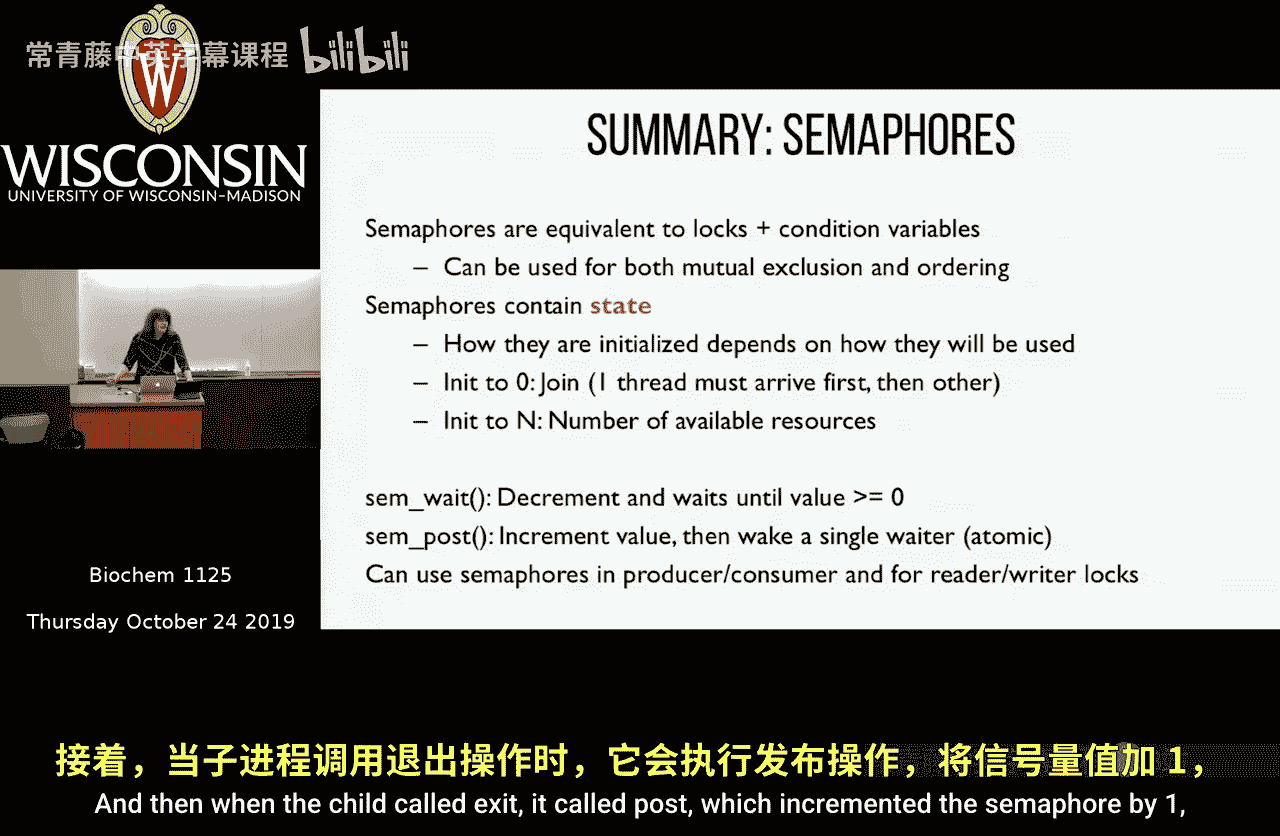 常青藤中英字幕课程 bilibili
W
WISCONSIN
UNIVERSITY OF WISCONSIN-MADISON
SUMMARY: SEMAPHORES
Semaphores are equivalent to locks + condition variables
– Can be used for both mutual exclusion and ordering
Semaphores contain state
– How they are initialized depends on how they will be used
– Init to 0: Join (1 thread must arrive first, then other)
– Init to N: Number of available resources
sem_wait(): Decrement and waits until value >= 0
sem_post(): Increment value, then wake a single waiter (atomic)
Can use semaphores in producer/consumer and for reader/writer locks
Biochem 1125
Thursday October 24 2019
接着，当子进程调用退出操作时，它会执行发布操作，将信号量值加 1，
And then when the child called exit, it called post, which incremented the semaphore by 1,